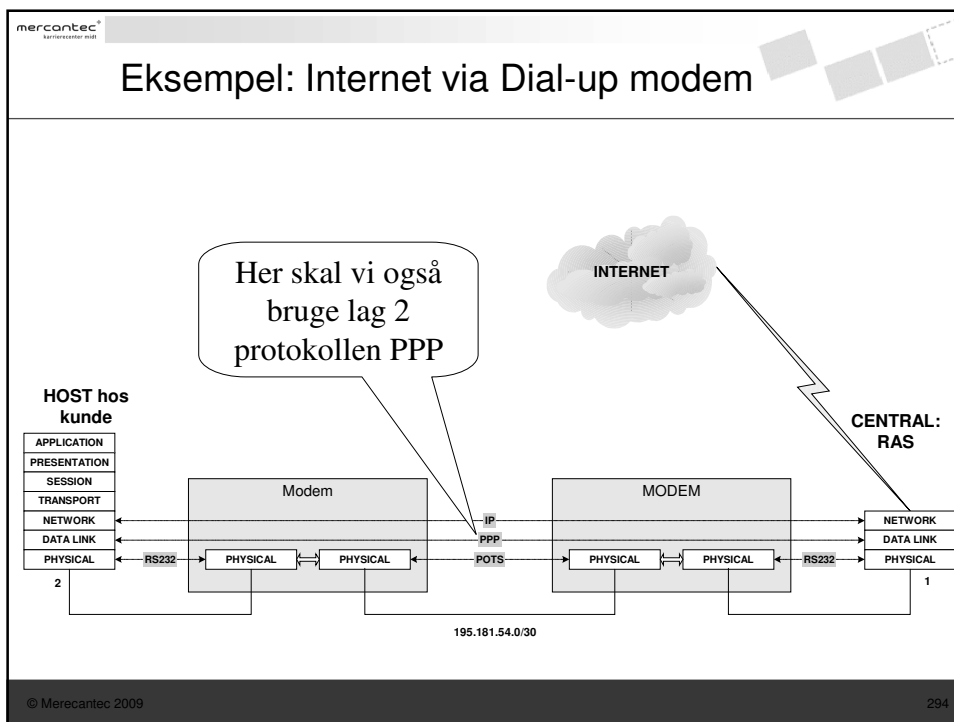 mercantec+
karrierecenter midt
Eksempel: Internet via Dial-up modem
Her skal vi også
bruge lag 2
protokollen PPP
INTERNET
HOST hos
kunde
CENTRAL:
RAS
APPLICATION
PRESENTATION
SESSION
TRANSPORT
NETWORK
DATA LINK
PHYSICAL
2
Modem
MODEM
IP
PPP
RS232
PHYSICAL
PHYSICAL
POTS
PHYSICAL
PHYSICAL
RS232
NETWORK
DATA LINK
PHYSICAL
1
195.181.54.0/30
© Merecantec 2009
294